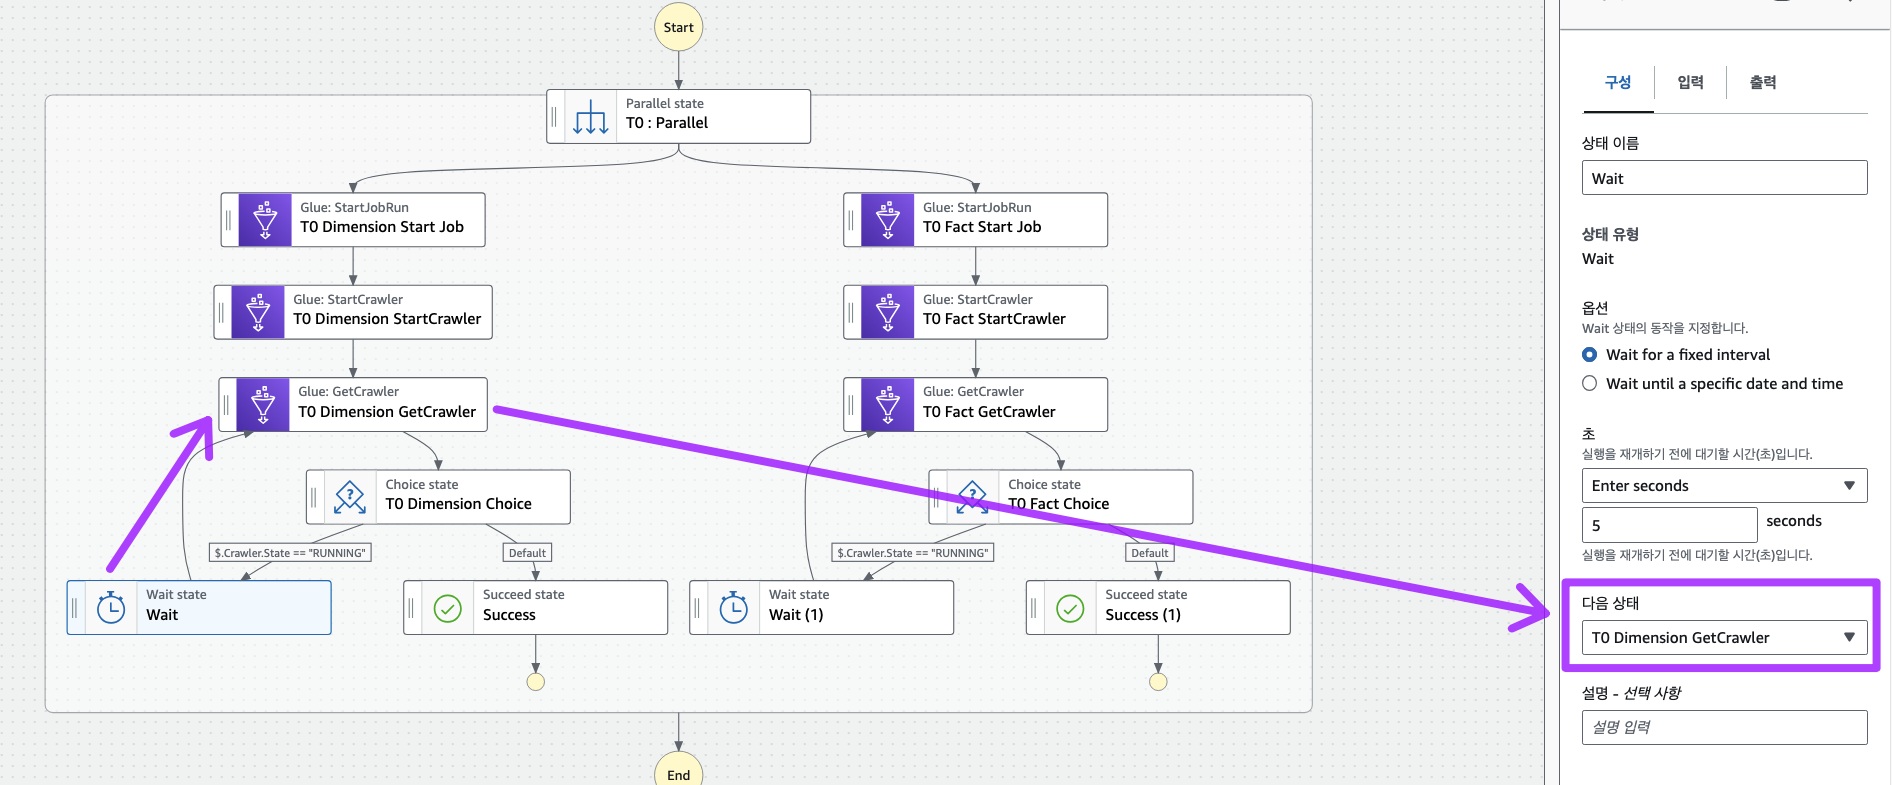 Start
Parallel state
T0 : Parallel
Glue: StartJobRun
T0 Dimension Start Job
Glue: StartJobRun
T0 Fact Start Job
Glue: StartCrawler
T0 Dimension StartCrawler
Glue: StartCrawler
T0 Fact StartCrawler
Glue: GetCrawler
T0 Dimension GetCrawler
Glue: GetCrawler
T0 Fact GetCrawler
Choice state
T0 Dimension Choice
Choice state
T0 Fact Choice
$.Crawler.State == "RUNNING"
Default
$.Crawler.State == "RUNNING"
Default
Wait state
Wait
Succeed state
Success
Wait state
Wait (1)
Succeed state
Success (1)
End
구성
입력
출력
상태 이름
Wait
상태 유형
Wait
옵션
Wait 상태의 동작을 지정합니다.
Wait for a fixed interval
Wait until a specific date and time
초
실행을 재개하기 전에 대기할 시간(초)입니다.
Enter seconds
5
seconds
실행을 재개하기 전에 대기할 시간(초)입니다.
다음 상태
T0 Dimension GetCrawler
설명 - 선택 사항
설명 입력